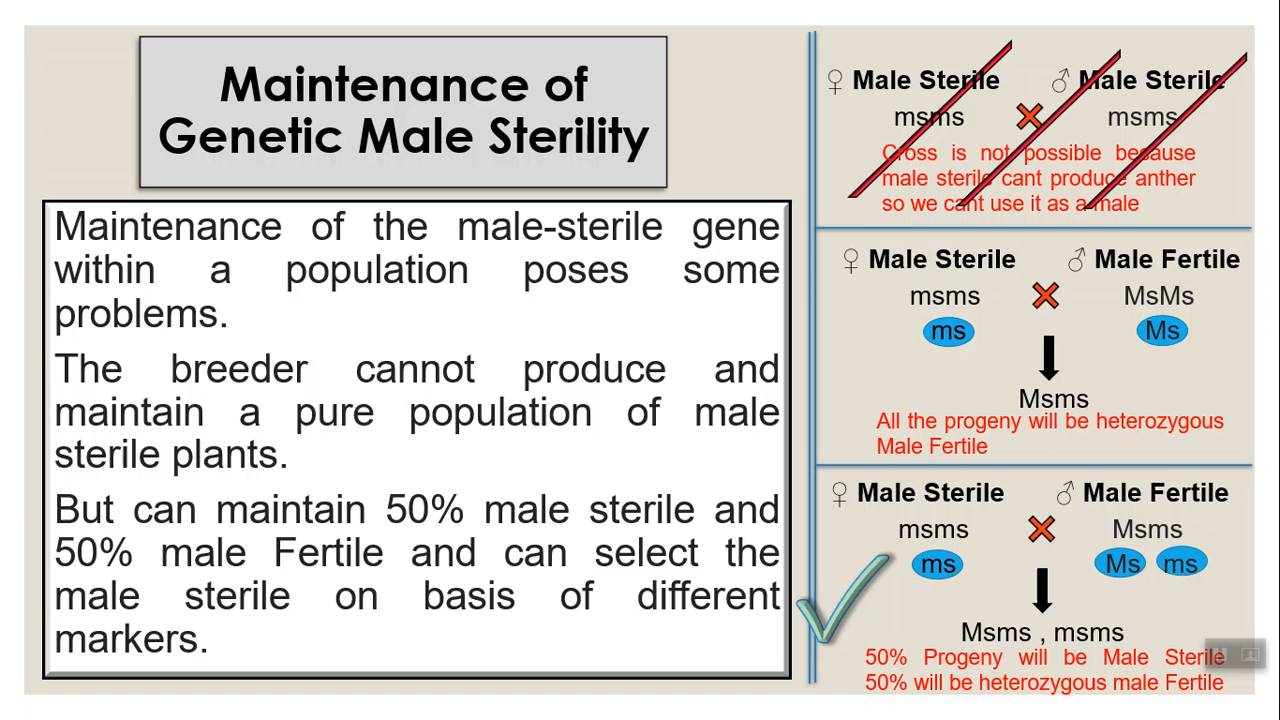 Maintenance of
Genetic Male Sterility
Maintenance of the male-sterile gene
within a population poses some
problems.
The breeder cannot produce and
maintain a pure population of male
sterile plants.
But can maintain 50% male sterile and
50% male Fertile and can select the
male sterile on basis of different
markers.
♀ Male Sterile ♂ Male Sterile
msms msms
Cross is not possible because
male sterile cant produce anther
so we cant use it as a male
♀ Male Sterile ♂ Male Fertile
msms MsMs
ms Ms
Msms
All the progeny will be heterozygous
Male Fertile
♀ Male Sterile ♂ Male Fertile
msms Msms
ms Ms ms
Msms , msms
50% Progeny will be Male Sterile
50% will be heterozygous male Fertile